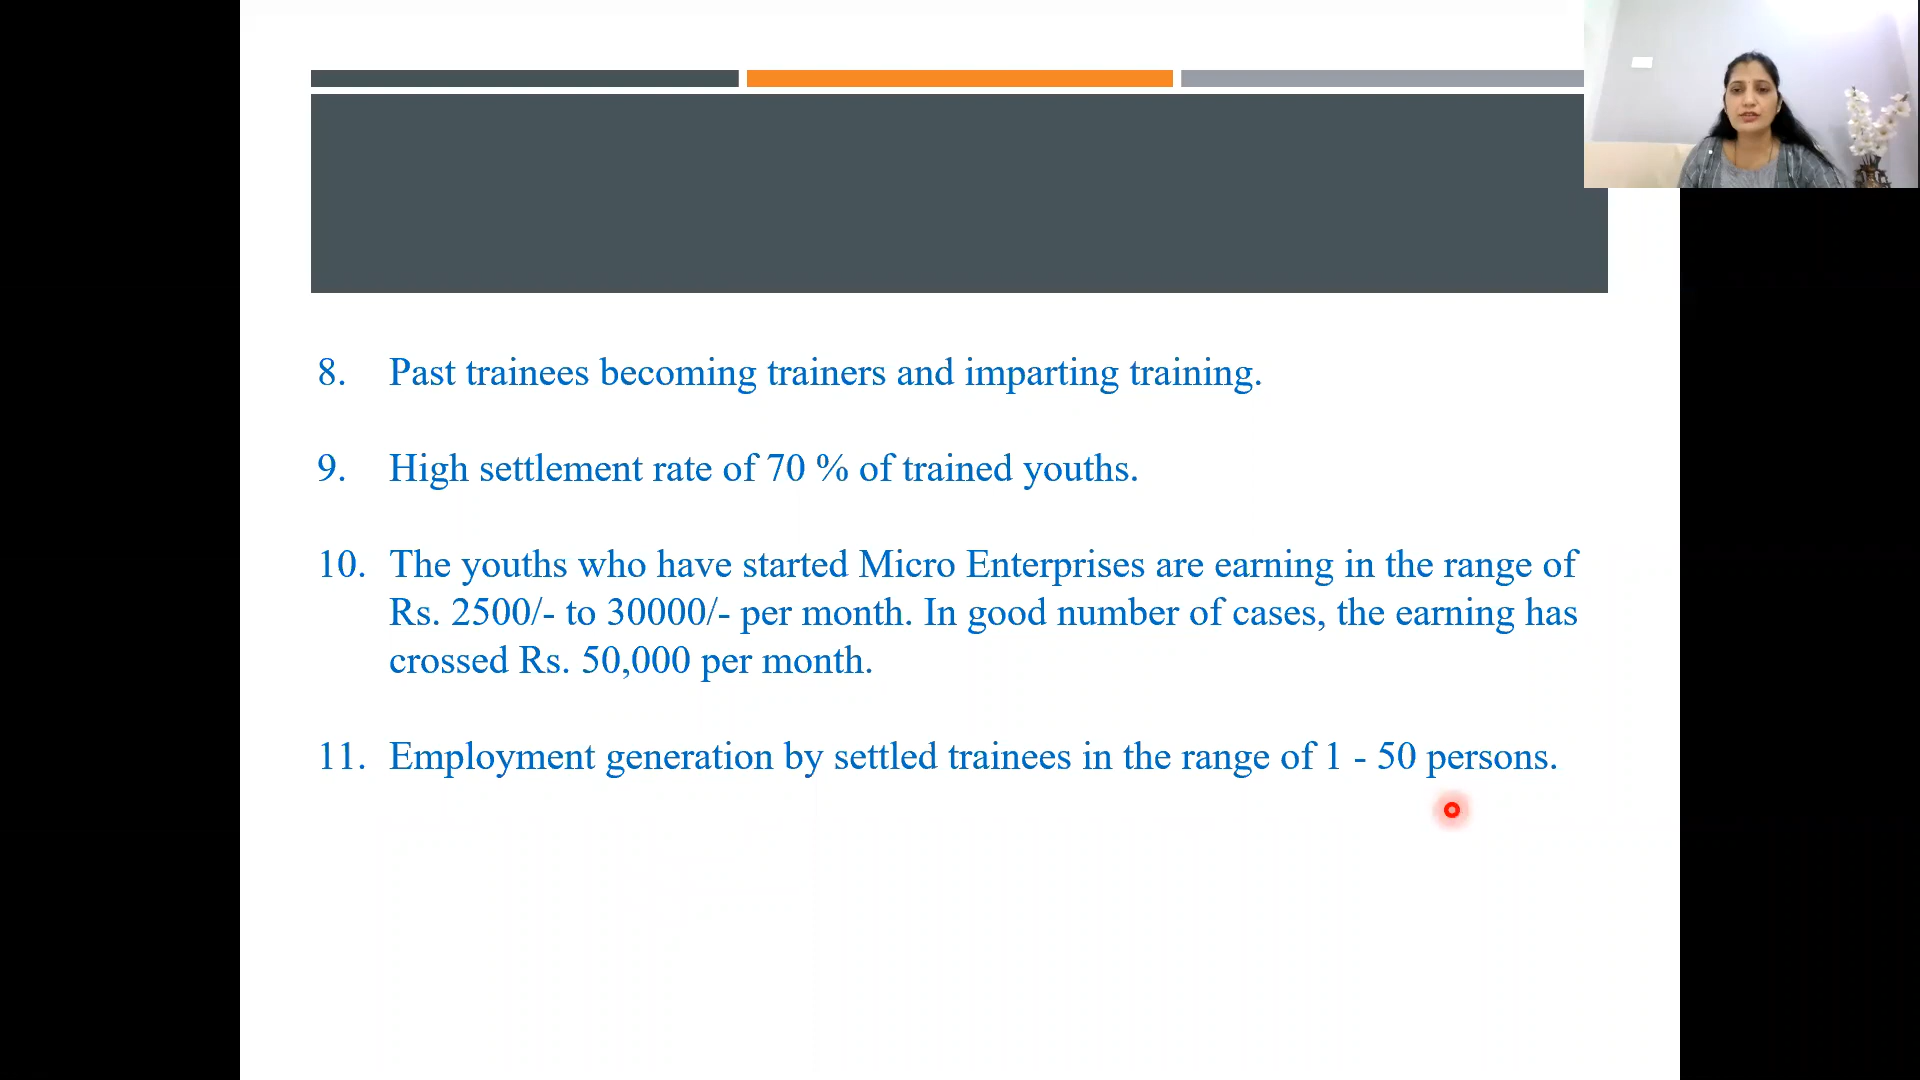 8. Past trainees becoming trainers and imparting training.
9. High settlement rate of 70 % of trained youths.
10. The youths who have started Micro Enterprises are earning in the range of
Rs. 2500/- to 30000/- per month. In good number of cases, the earning has
crossed Rs. 50,000 per month.
11. Employment generation by settled trainees in the range of 1 - 50 persons.